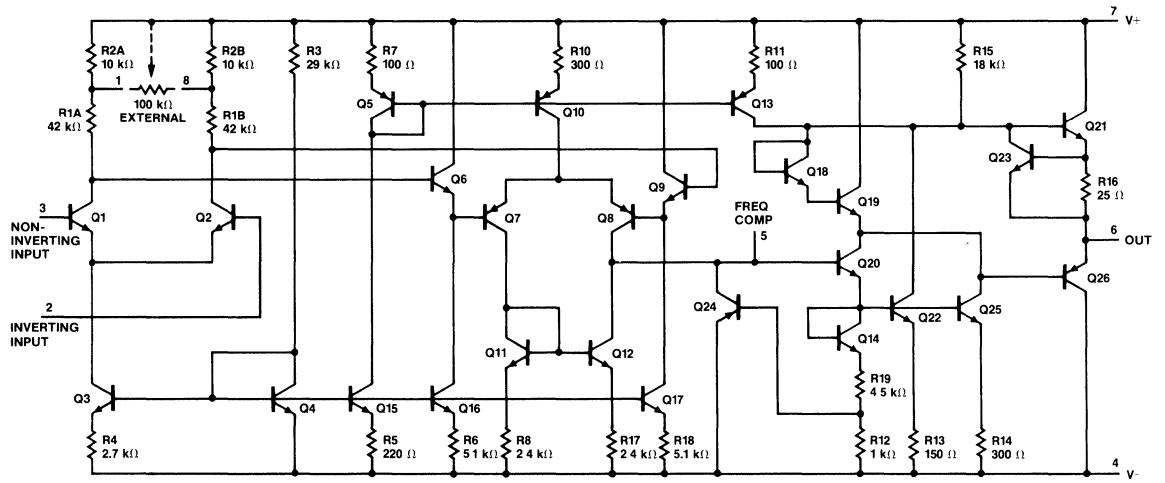 7 V+
R2A
10 kΩ
R2B
10 kΩ
R3
29 kΩ
R7
100 Ω
R10
300 Ω
R11
100 Ω
R15
18 kΩ
1
8
100 kΩ
EXTERNAL
R1A
42 kΩ
R1B
42 kΩ
Q5
Q10
Q13
Q21
Q23
Q18
Q6
Q9
R16
25 Ω
Q19
3
NON-
INVERTING
INPUT
Q1
Q2
Q7
Q8
FREQ
COMP
5
6
OUT
Q20
Q26
2
INVERTING
INPUT
Q24
Q22
Q25
Q14
Q11
Q12
R19
4 5 kΩ
Q3
Q4
Q15
Q16
Q17
R4
2.7 kΩ
R5
220 Ω
R6
51 kΩ
R8
2 4 kΩ
R17
2 4 kΩ
R18
5.1 kΩ
R12
1 kΩ
R13
150 Ω
R14
300 Ω
4
V-